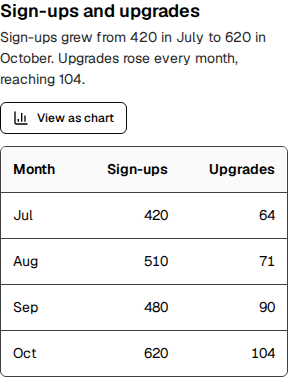 Sign-ups and upgrades
Sign-ups grew from 420 in July to 620 in
October. Upgrades rose every month,
reaching 104.
View as chart
Month Sign-ups Upgrades
Jul 420 64
Aug 510 71
Sep 480 90
Oct 620 104